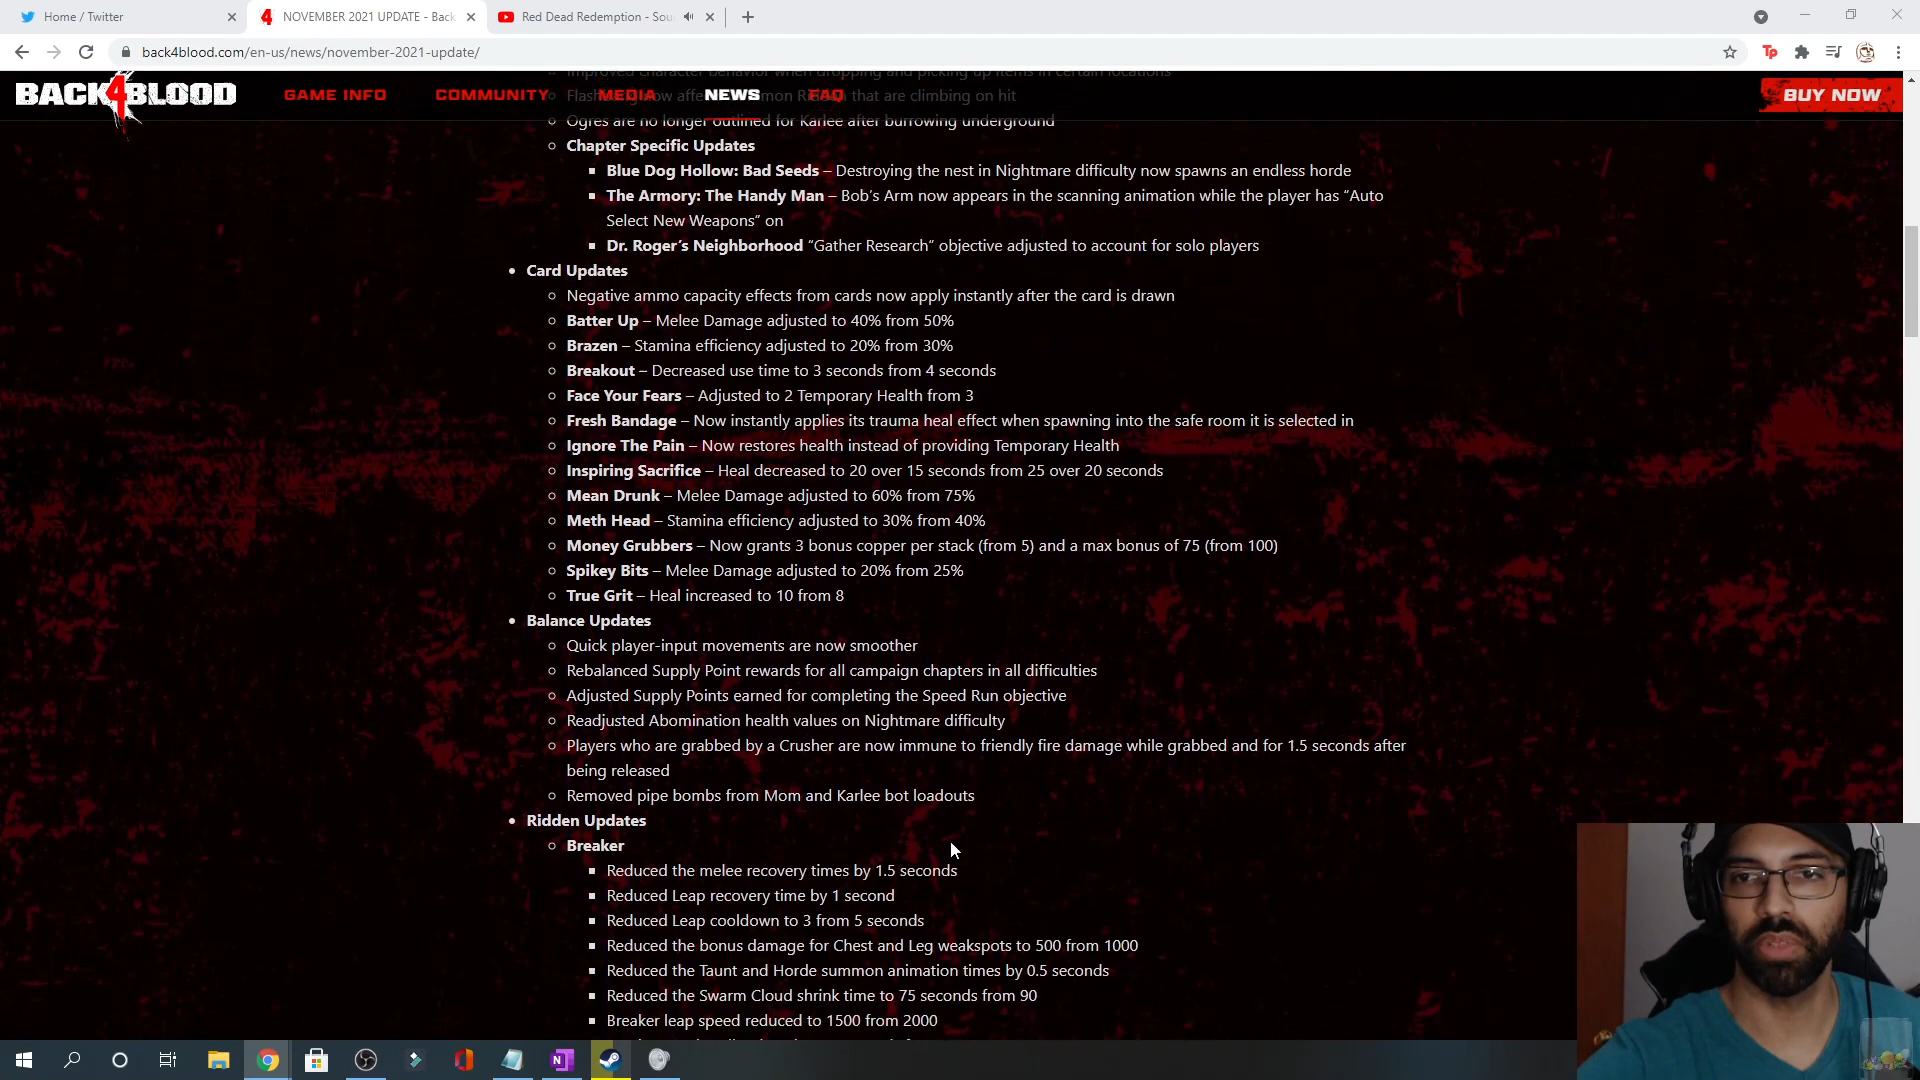 Home / Twitter
NOVEMBER 2021 UPDATE - Back
Red Dead Redemption - Sou
back4blood.com/en-us/news/november-2021-update/
BACK4BLOOD
GAME INFO
COMMUNITY
MEDIA
NEWS
FAQ
BUY NOW
Improved character behavior when dropping and picking up items in certain locations
that are climbing on hit
Ogres are no longer outlined for Karlee after burrowing underground
Chapter Specific Updates
Blue Dog Hollow: Bad Seeds – Destroying the nest in Nightmare difficulty now spawns an endless horde
The Armory: The Handy Man – Bob's Arm now appears in the scanning animation while the player has "Auto
Select New Weapons" on
Dr. Roger's Neighborhood "Gather Research" objective adjusted to account for solo players
Card Updates
Negative ammo capacity effects from cards now apply instantly after the card is drawn
Batter Up – Melee Damage adjusted to 40% from 50%
Brazen – Stamina efficiency adjusted to 20% from 30%
Breakout – Decreased use time to 3 seconds from 4 seconds
Face Your Fears – Adjusted to 2 Temporary Health from 3
Fresh Bandage – Now instantly applies its trauma heal effect when spawning into the safe room it is selected in
Ignore The Pain – Now restores health instead of providing Temporary Health
Inspiring Sacrifice – Heal decreased to 20 over 15 seconds from 25 over 20 seconds
Mean Drunk – Melee Damage adjusted to 60% from 75%
Meth Head – Stamina efficiency adjusted to 30% from 40%
Money Grubbers – Now grants 3 bonus copper per stack (from 5) and a max bonus of 75 (from 100)
Spikey Bits – Melee Damage adjusted to 20% from 25%
True Grit – Heal increased to 10 from 8
Balance Updates
Quick player-input movements are now smoother
Rebalanced Supply Point rewards for all campaign chapters in all difficulties
Adjusted Supply Points earned for completing the Speed Run objective
Readjusted Abomination health values on Nightmare difficulty
Players who are grabbed by a Crusher are now immune to friendly fire damage while grabbed and for 1.5 seconds after
being released
Removed pipe bombs from Mom and Karlee bot loadouts
Ridden Updates
Breaker
Reduced the melee recovery times by 1.5 seconds
Reduced Leap recovery time by 1 second
Reduced Leap cooldown to 3 from 5 seconds
Reduced the bonus damage for Chest and Leg weakspots to 500 from 1000
Reduced the Taunt and Horde summon animation times by 0.5 seconds
Reduced the Swarm Cloud shrink time to 75 seconds from 90
Breaker leap speed reduced to 1500 from 2000